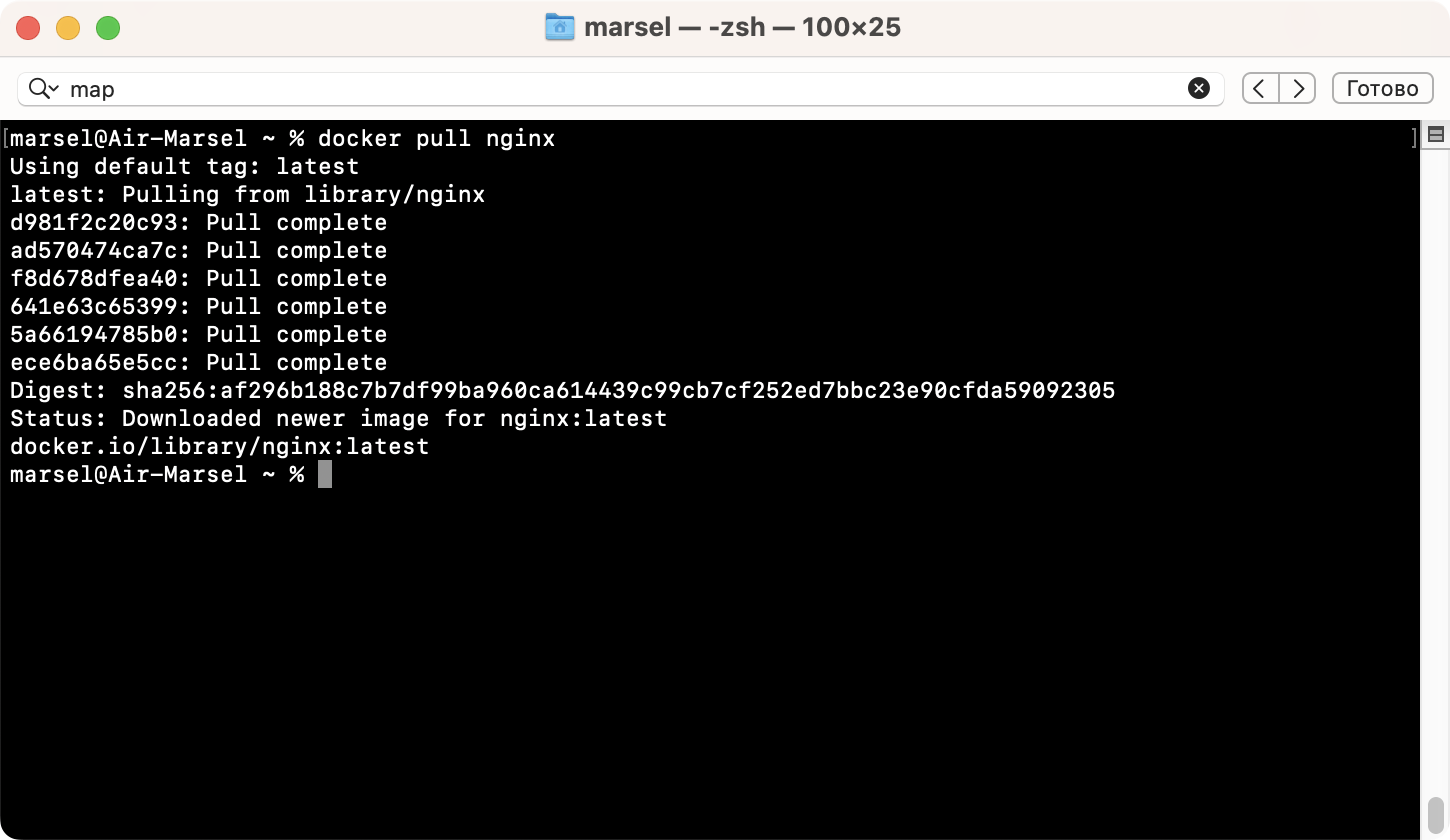 marsel — -zsh — 100×25
map
Готово
marsel@Air-Marsel ~ % docker pull nginx
Using default tag: latest
latest: Pulling from library/nginx
d981f2c20c93: Pull complete
ad570474ca7c: Pull complete
f8d678dfea40: Pull complete
641e63c65399: Pull complete
5a66194785b0: Pull complete
ece6ba65e5cc: Pull complete
Digest: sha256:af296b188c7b7df99ba960ca614439c99cb7cf252ed7bbc23e90cfda59092305
Status: Downloaded newer image for nginx:latest
docker.io/library/nginx:latest
marsel@Air-Marsel ~ %